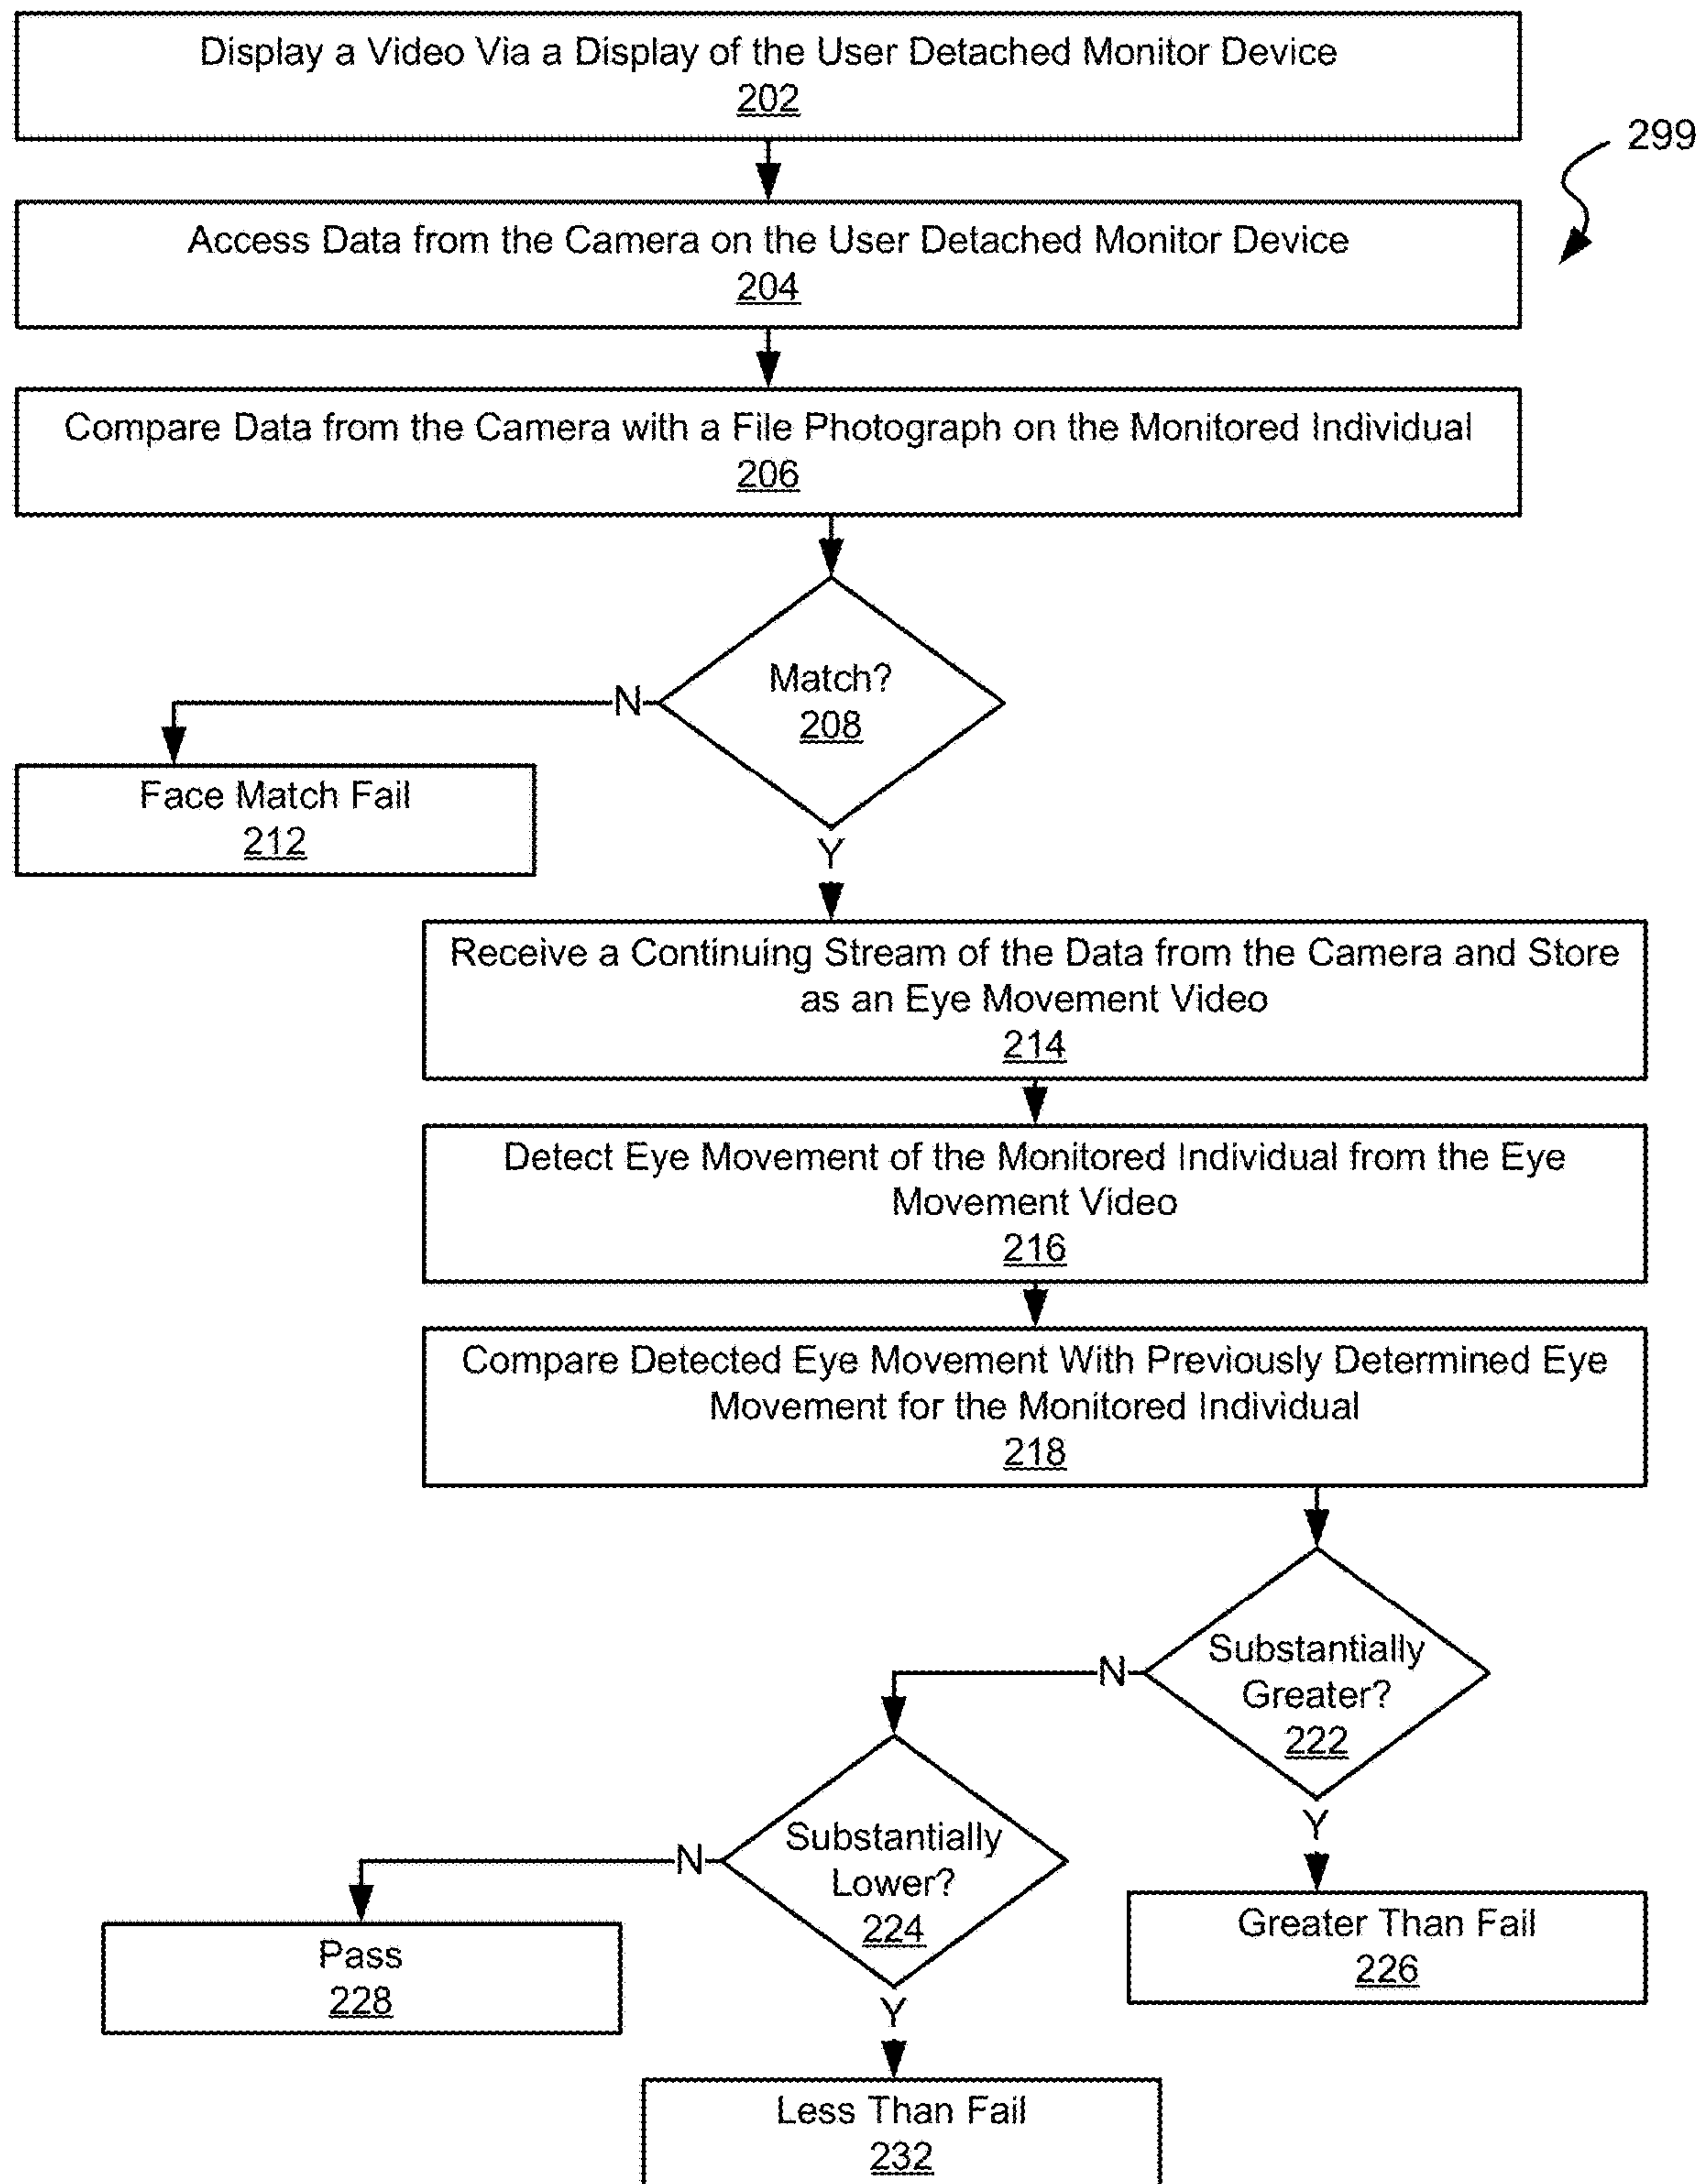 Display a Video Via a Display of the User Detached Monitor Device
202
299
Access Data from the Camera on the User Detached Monitor Device
204
Compare Data from the Camera with a File Photograph on the Monitored Individual
206
Match?
208
N
Face Match Fail
212
Y
Receive a Continuing Stream of the Data from the Camera and Store
as an Eye Movement Video
214
Detect Eye Movement of the Monitored Individual from the Eye
Movement Video
216
Compare Detected Eye Movement With Previously Determined Eye
Movement for the Monitored Individual
218
Substantially
Greater?
222
N
Y
Substantially
Lower?
224
N
Greater Than Fail
226
Pass
228
Y
Less Than Fail
232